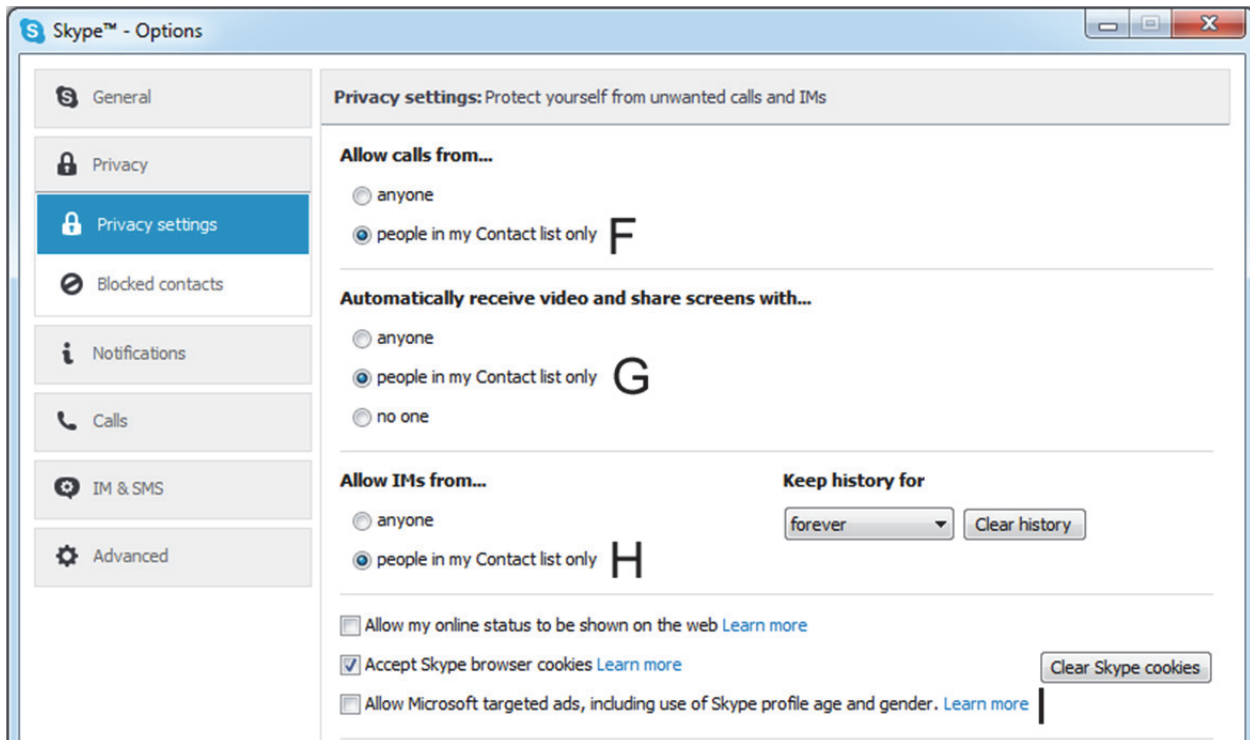 Skype™ - Options
General
Privacy
Privacy settings
Blocked contacts
Notifications
Calls
IM & SMS
Advanced
Privacy settings: Protect yourself from unwanted calls and IMs
Allow calls from...
anyone
people in my Contact list only F
Automatically receive video and share screens with...
anyone
people in my Contact list only G
no one
Allow IMs from...
anyone
people in my Contact list only H
Keep history for
forever
Clear history
Allow my online status to be shown on the web Learn more
Accept Skype browser cookies Learn more
Clear Skype cookies
Allow Microsoft targeted ads, including use of Skype profile age and gender. Learn more I